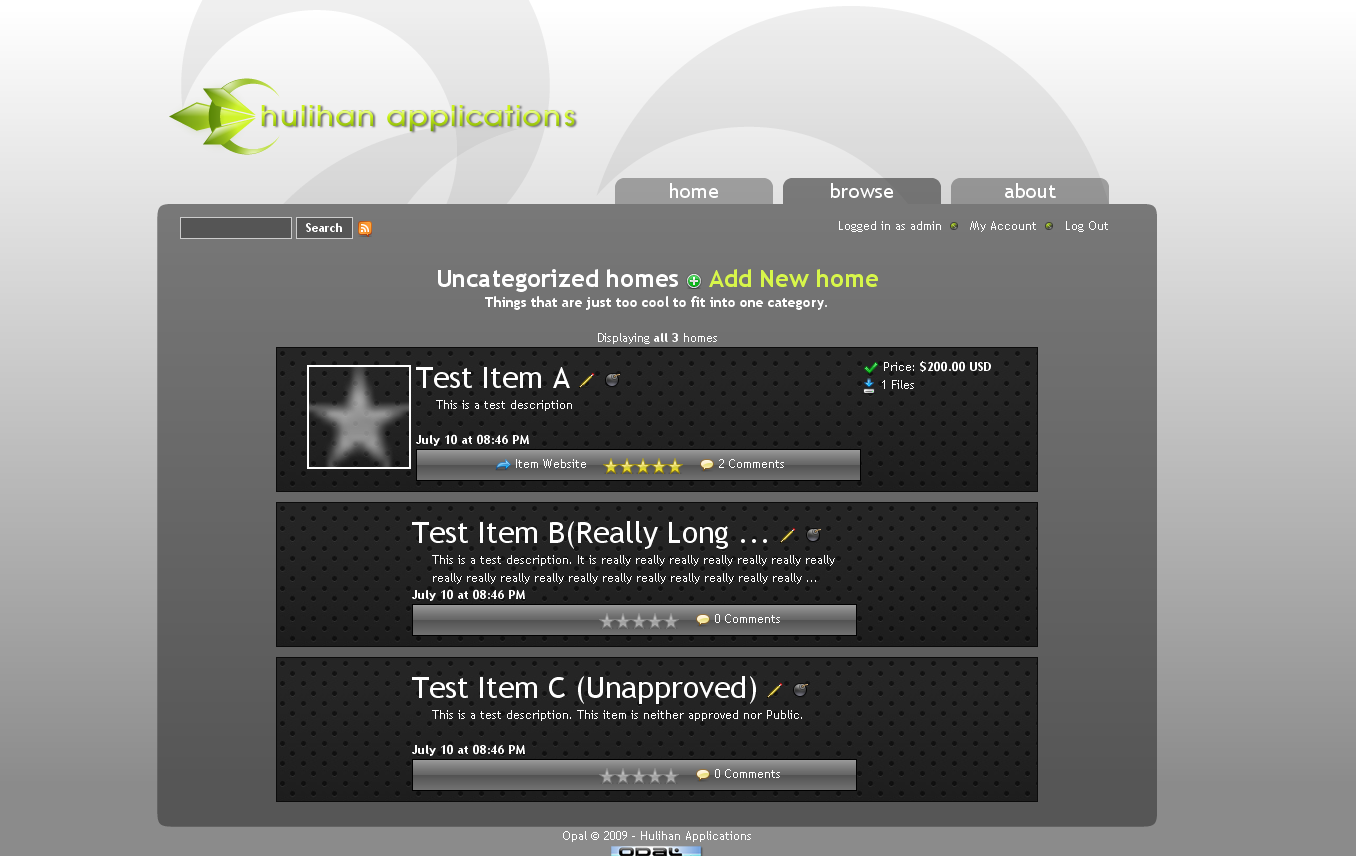 hulihan applications
home browse about
Search
Logged in as admin My Account Log Out
Uncategorized homes Add New home
Things that are just too cool to fit into one category.
Displaying all 3 homes
Test Item A
Price: $200.00 USD
1 Files
This is a test description
July 10 at 08:46 PM
Item Website 2 Comments
Test Item B(Really Long ...
This is a test description. It is really really really really really really really
really really really really really really really really really really really ...
July 10 at 08:46 PM
0 Comments
Test Item C (Unapproved)
This is a test description. This item is neither approved nor Public.
July 10 at 08:46 PM
0 Comments
Opal © 2009 - Hulihan Applications
OPAL